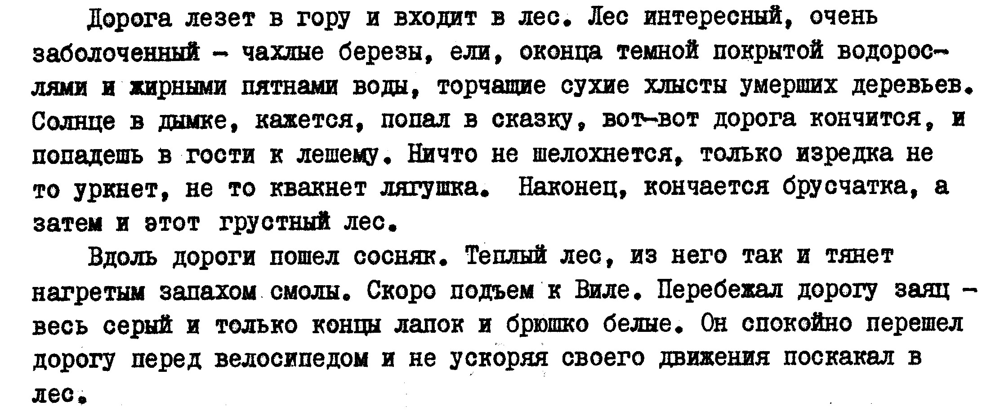 Дорога лезет в гору и входит в лес. Лес интересный, очень
заболоченный - чахлые березы, ели, оконца темной покрытой водорос-
лями и жирными пятнами воды, торчащие сухие хлысты умерших деревьев.
Солнце в дымке, кажется, попал в сказку, вот-вот дорога кончится, и
попадешь в гости к лешему. Ничто не шелохнется, только изредка не
то уркнет, не то квакнет лягушка. Наконец, кончается брусчатка, а
затем и этот грустный лес.
Вдоль дороги пошел сосняк. Теплый лес, из него так и тянет
нагретым запахом смолы. Скоро подъем к Виле. Перебежал дорогу заяц -
весь серый и только концы лапок и брюшко белые. Он спокойно перешел
дорогу перед велосипедом и не ускоряя своего движения поскакал в
лес.